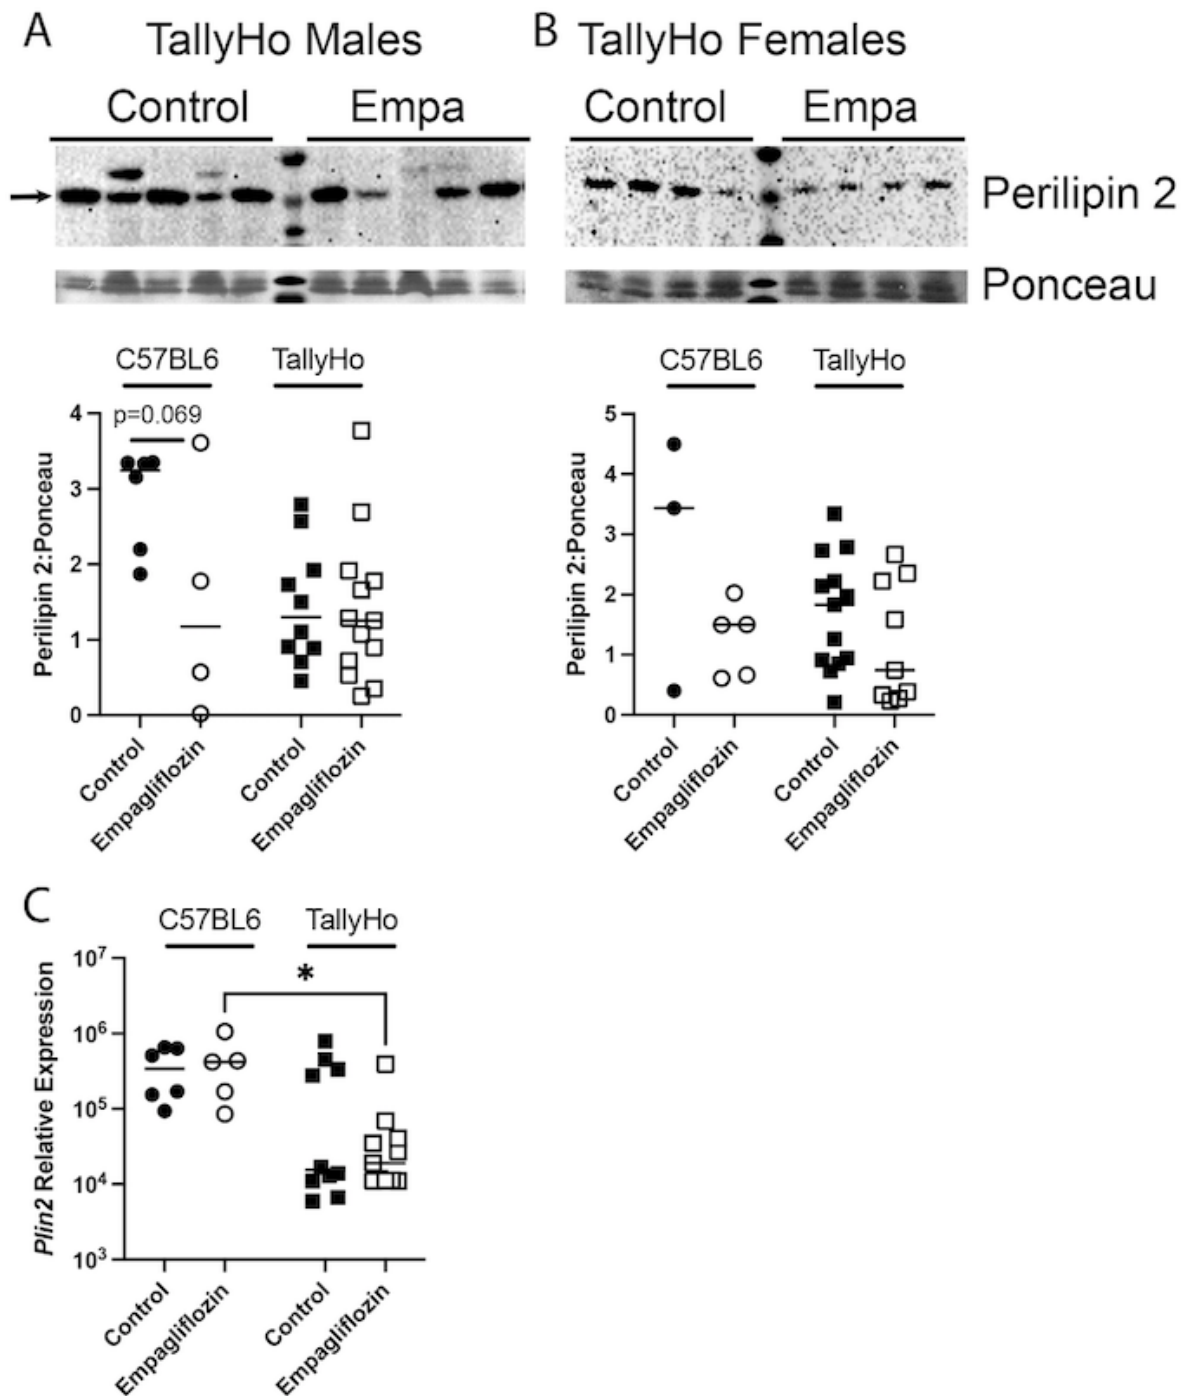 A TallyHo Males
Control Empa
B TallyHo Females
Control Empa
Perilipin 2
Ponceau
C57BL6 TallyHo
p=0.069
Perilipin 2:Ponceau
4
3
2
1
0
Control Empagliflozin Control Empagliflozin
C57BL6 TallyHo
Perilipin 2:Ponceau
5
4
3
2
1
0
Control Empagliflozin Control Empagliflozin
C
C57BL6 TallyHo
*
Plin2 Relative Expression
10⁷
10⁶
10⁵
10⁴
10³
Control Empagliflozin Control Empagliflozin